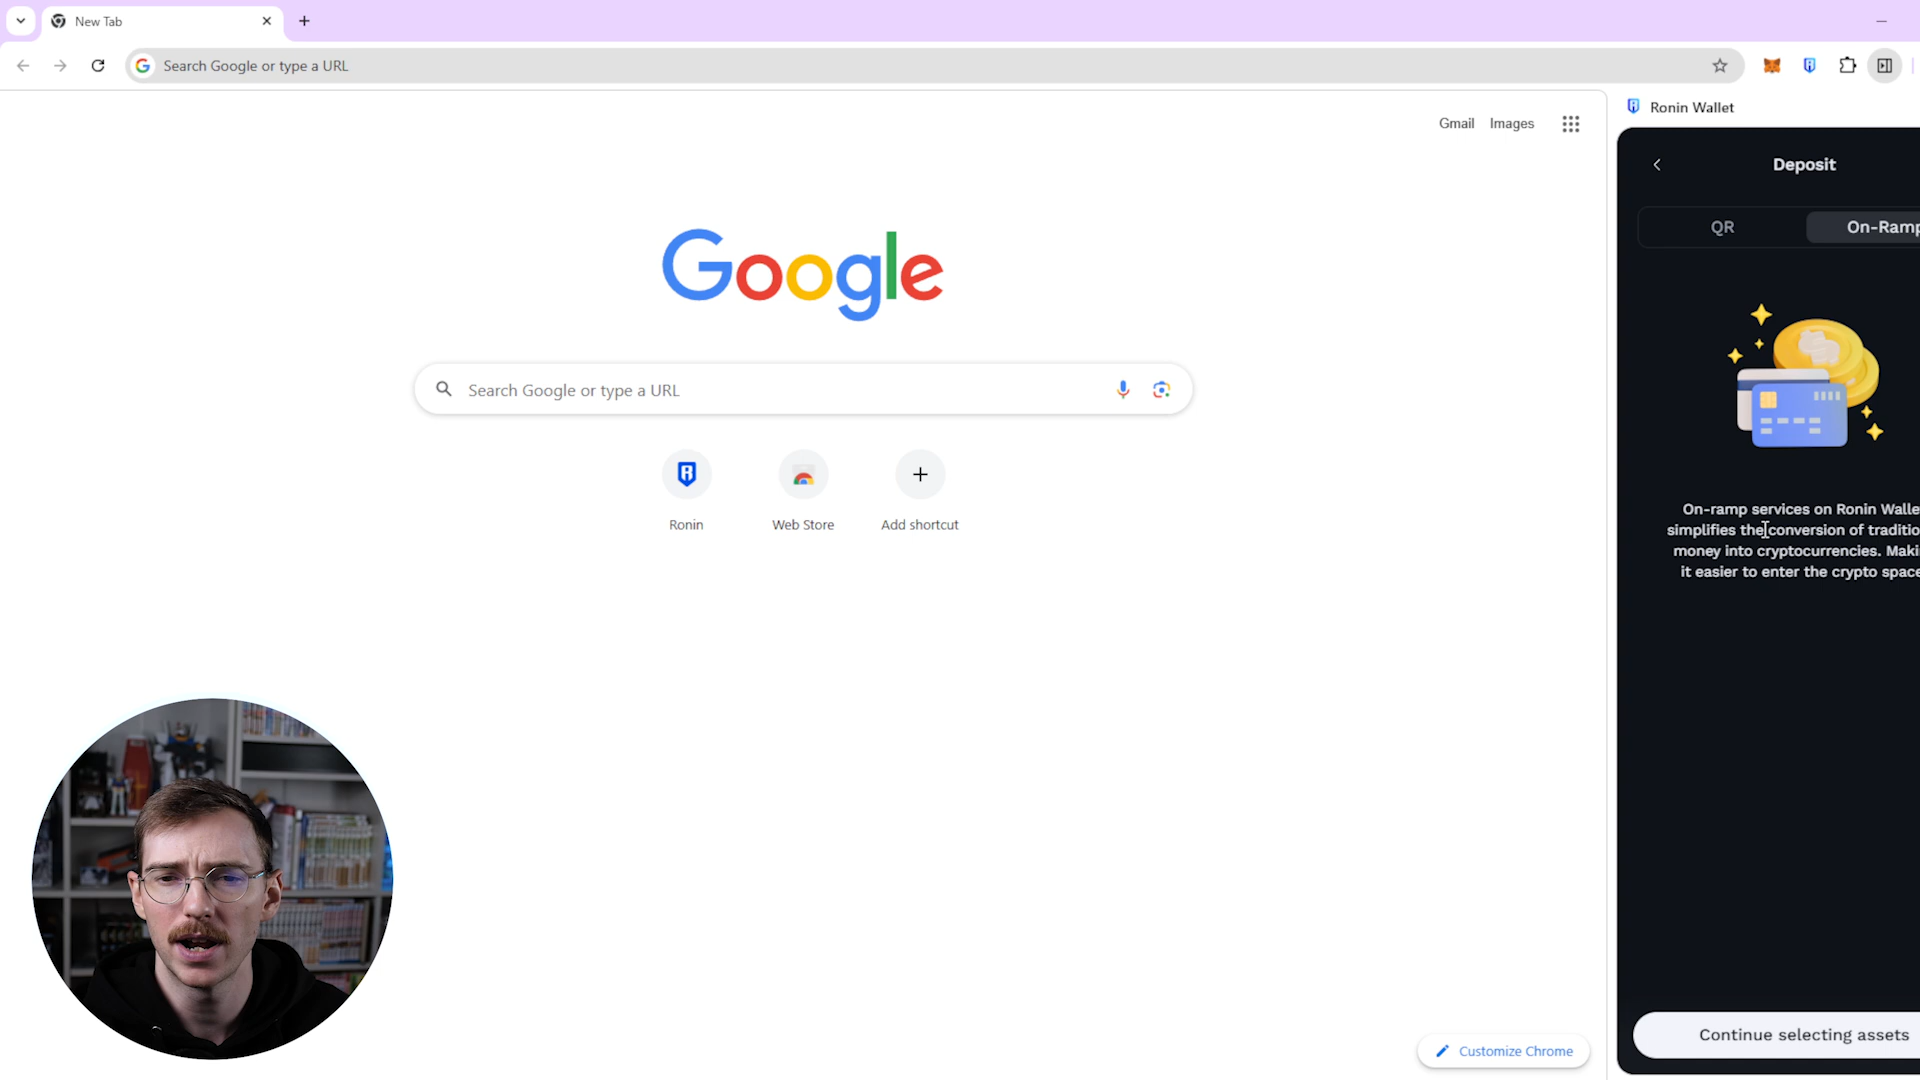 New Tab
Search Google or type a URL
Ronin Wallet
Gmail Images
Deposit
QR
On-Ramp
Google
Search Google or type a URL
Ronin
Web Store
Add shortcut
On-ramp services on Ronin Walle
simplifies the conversion of traditio
money into cryptocurrencies. Maki
it easier to enter the crypto space
Continue selecting assets
Customize Chrome